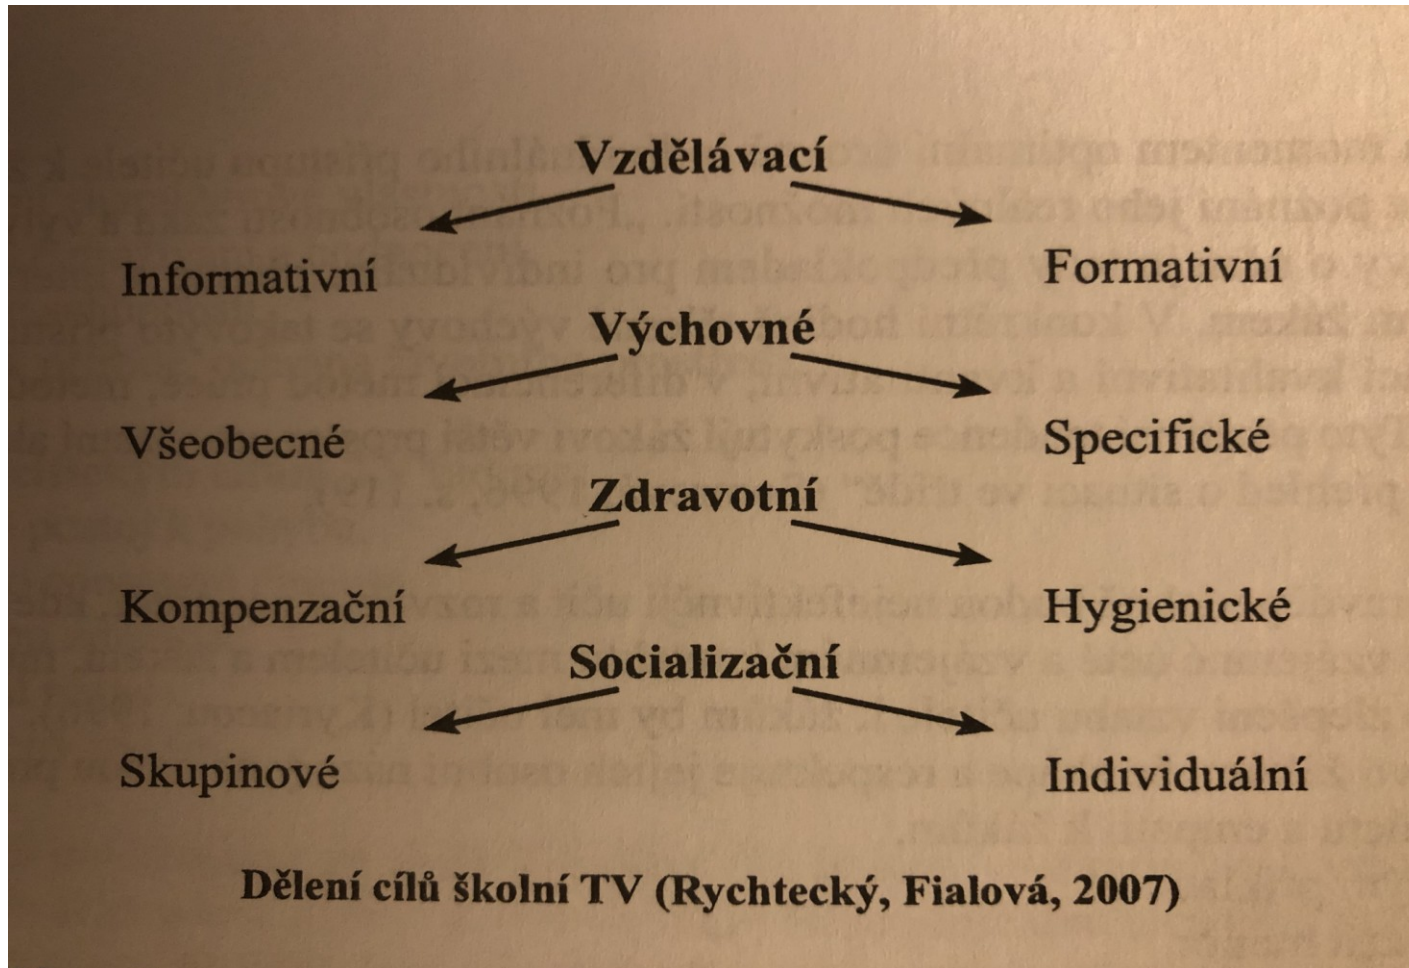 Vzdělávací
Informativní Formativní
Výchovné
Všeobecné Specifické
Zdravotní
Kompenzační Hygienické
Socializační
Skupinové Individuální
Dělení cílů školní TV (Rychtecký, Fialová, 2007)